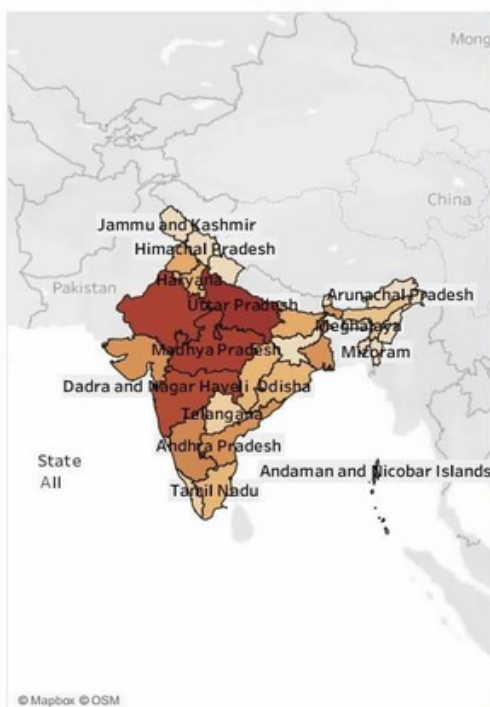 Mong
China
Jammu and Kashmir
Himachal Pradesh
Haryana
Pakistan
Arunachal Pradesh
Uttar Pradesh
Meghalaya
Madhya Pradesh
Mizoram
Dadra and Nagar Haveli
Odisha
Telangana
Andhra Pradesh
State
All
Andaman and Nicobar Islands
Tamil Nadu
© Mapbox © OSM